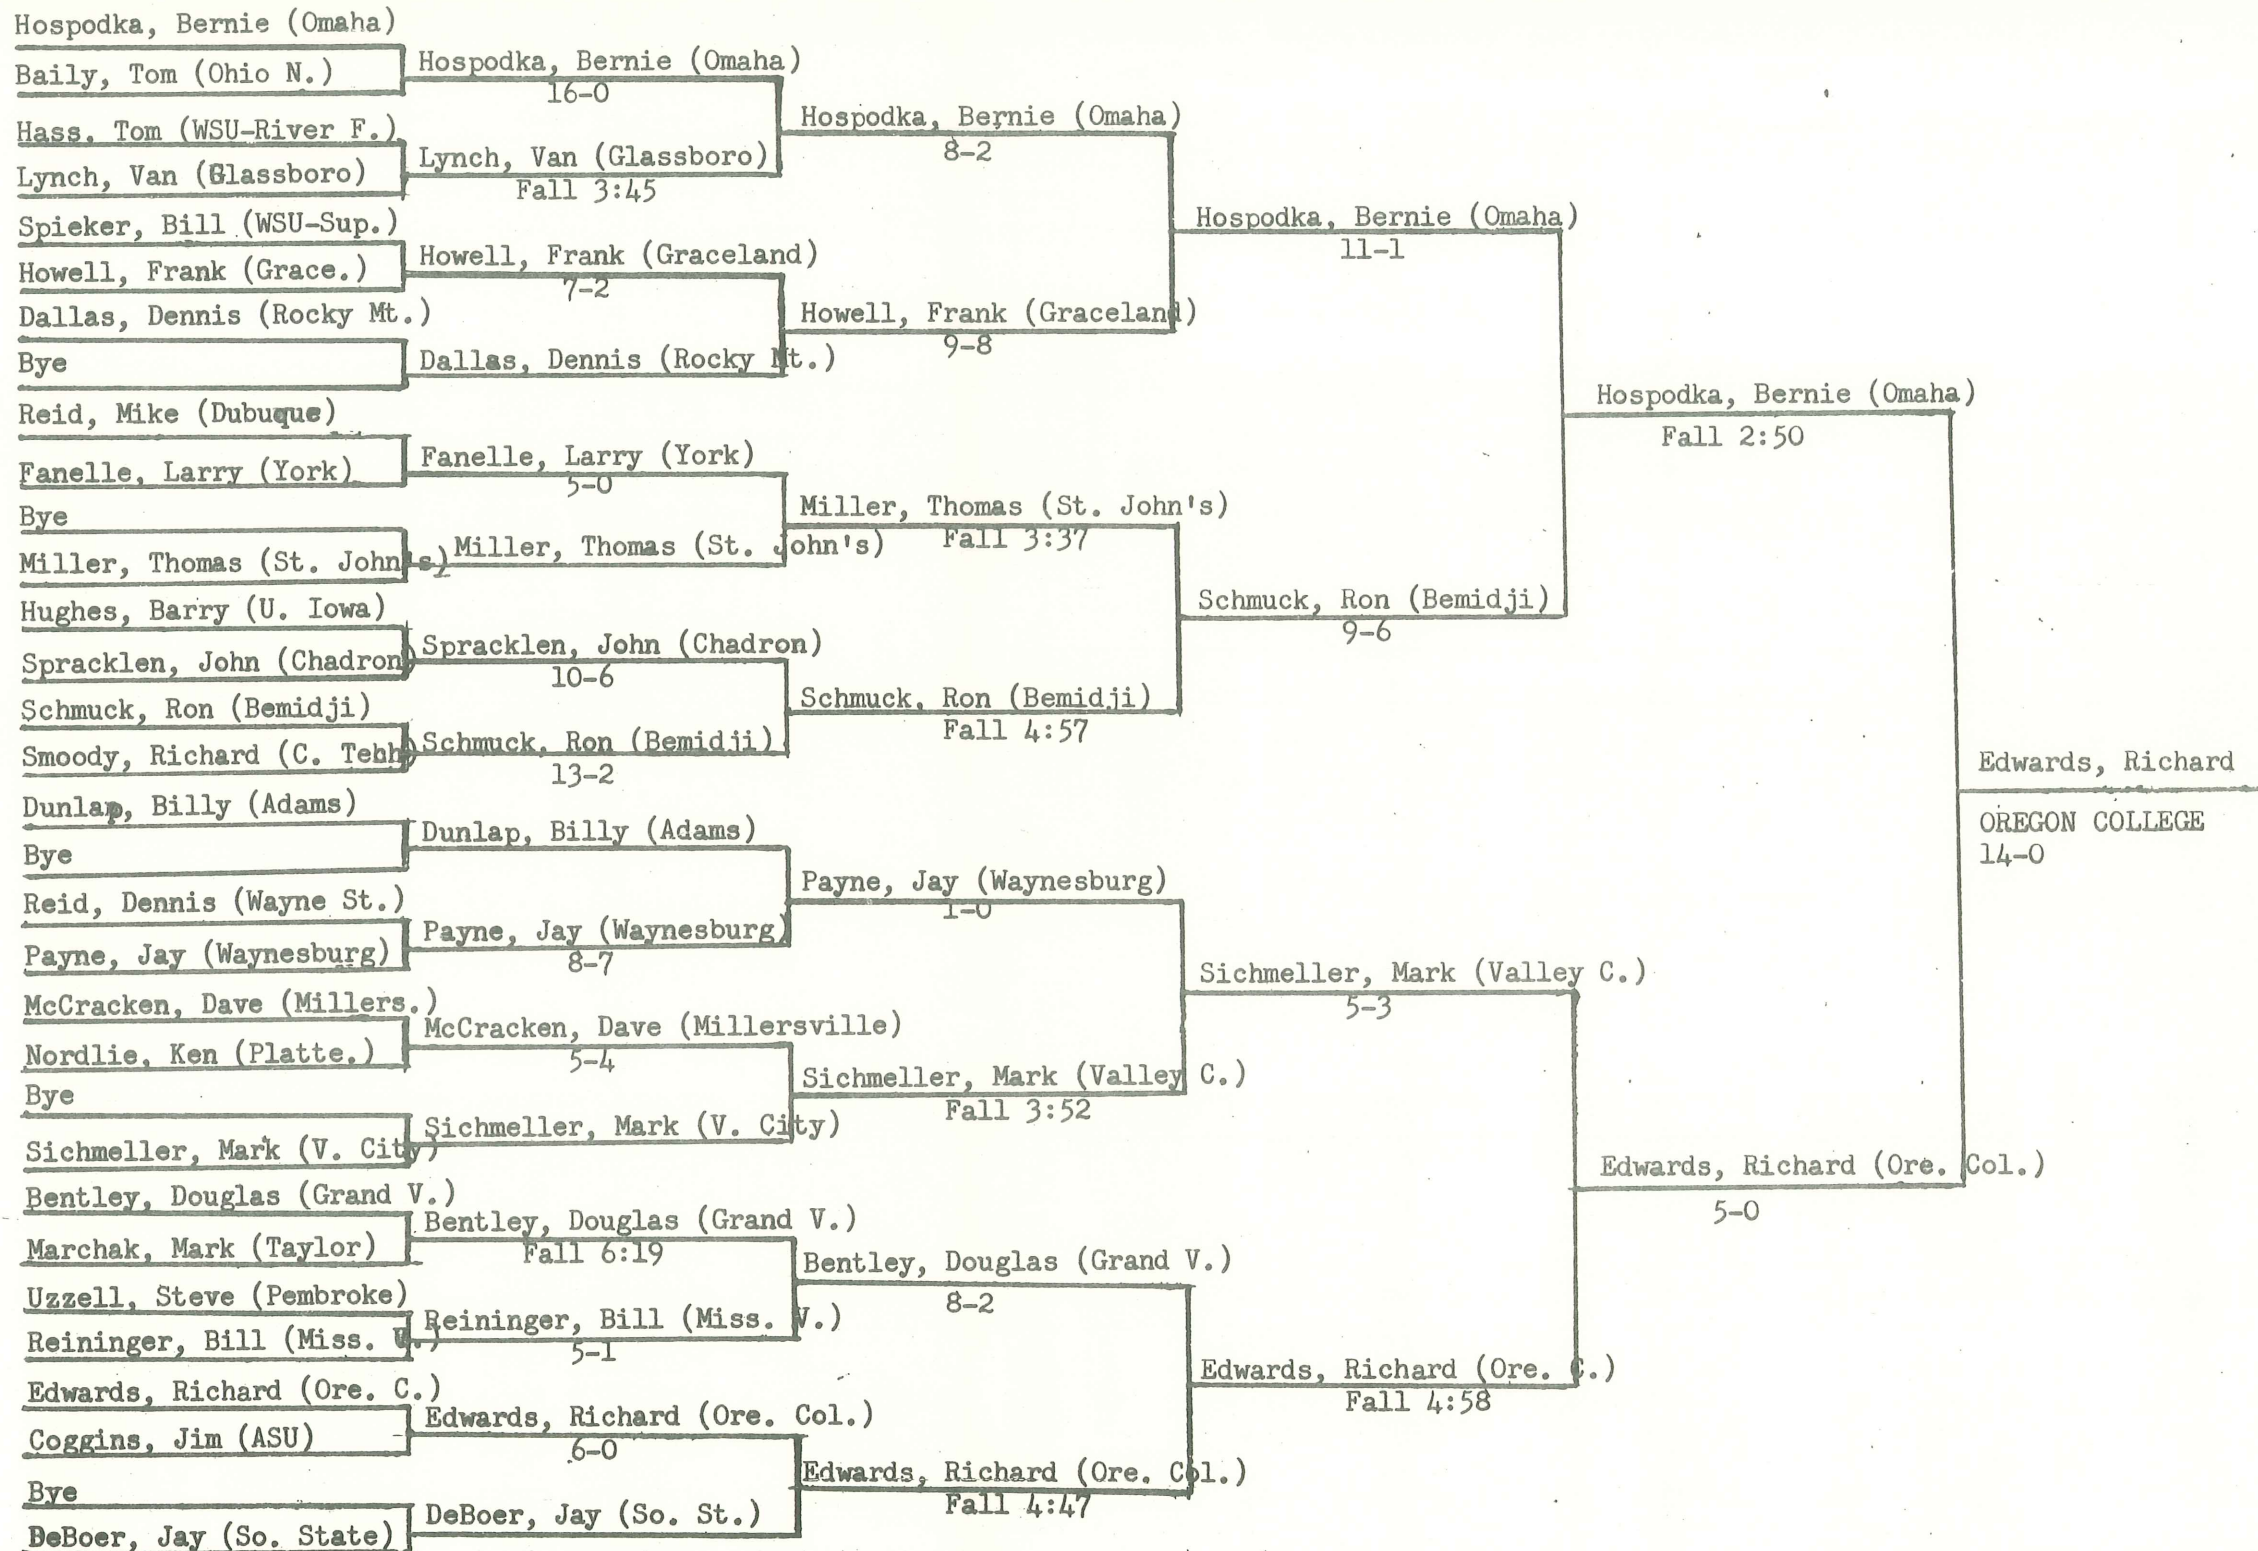 Hospodka, Bernie (Omaha)
Baily, Tom (Ohio N.)
Hass. Tom (WSU-River F.)
Lynch, Van (Glassboro)
Spieker, Bill (WSU-Sup.)
Howell, Frank (Grace.)
Dallas, Dennis (Rocky Mt.)
Bye
Reid, Mike (Dubuque)
Fanelle, Larry (York)
Bye
Miller, Thomas (St. John's)
Hughes, Barry (U. Iowa)
Spracklen, John (Chadron)
Schmuck, Ron (Bemidji)
Smoody, Richard (C. Tehh)
Dunlap, Billy (Adams)
Bye
Reid, Dennis (Wayne St.)
Payne, Jay (Waynesburg)
McCracken, Dave (Millers.)
Nordlie, Ken (Platte.)
Bye
Sichmeller, Mark (V. City)
Bentley, Douglas (Grand V.)
Marchak, Mark (Taylor)
Uzzell, Steve (Pembroke)
Reininger, Bill (Miss. V.)
Edwards, Richard (Ore. C.)
Coggins, Jim (ASU)
Bye
DeBoer, Jay (So. State)
Hospodka, Bernie (Omaha)
16-0
Lynch, Van (Glassboro)
Fall 3:45
Howell, Frank (Graceland)
7-2
Dallas, Dennis (Rocky Mt.)
Fanelle, Larry (York)
5-0
Miller, Thomas (St. John's)
Spracklen, John (Chadron)
10-6
Schmuck, Ron (Bemidji)
13-2
Dunlap, Billy (Adams)
Payne, Jay (Waynesburg)
8-7
McCracken, Dave (Millersville)
5-4
Sichmeller, Mark (V. City)
Bentley, Douglas (Grand V.)
Fall 6:19
Reininger, Bill (Miss. V.)
5-1
Edwards, Richard (Ore. Col.)
6-0
DeBoer, Jay (So. St.)
Hospodka, Bernie (Omaha)
8-2
Howell, Frank (Graceland)
9-8
Miller, Thomas (St. John's)
Fall 3:37
Schmuck, Ron (Bemidji)
Fall 4:57
Payne, Jay (Waynesburg)
1-0
Sichmeller, Mark (Valley C.)
Fall 3:52
Bentley, Douglas (Grand V.)
8-2
Edwards, Richard (Ore. Col.)
Fall 4:47
Hospodka, Bernie (Omaha)
11-1
Schmuck, Ron (Bemidji)
9-6
Sichmeller, Mark (Valley C.)
5-3
Edwards, Richard (Ore. C.)
Fall 4:58
Hospodka, Bernie (Omaha)
Fall 2:50
Edwards, Richard (Ore. Col.)
5-0
Edwards, Richard
OREGON COLLEGE
14-0